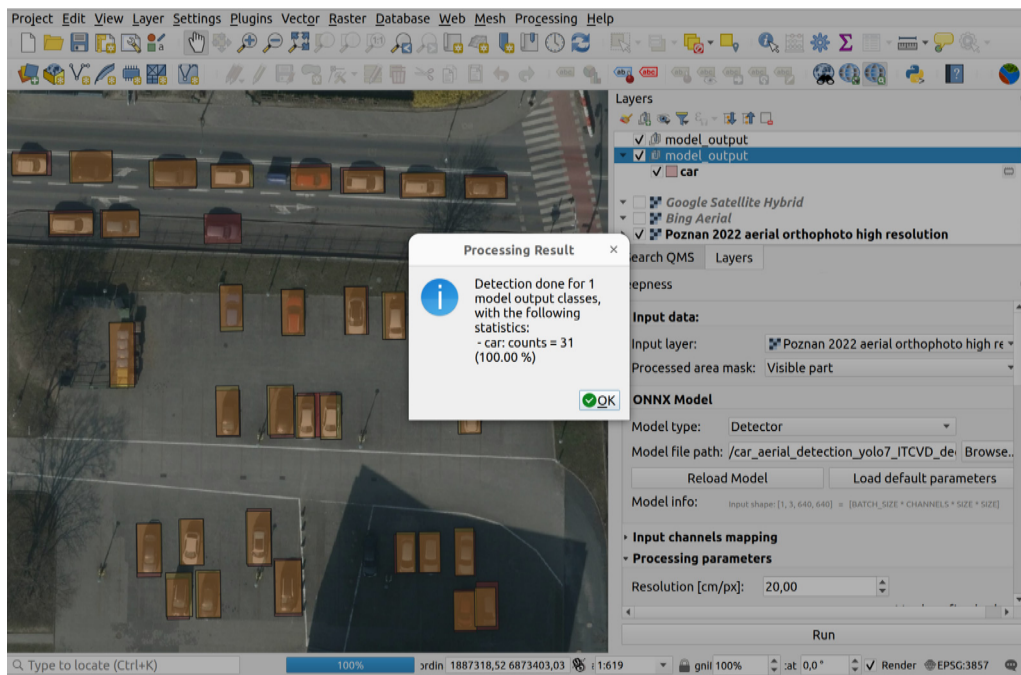 Project Edit View Layer Settings Plugins Vector Raster Database Web Mesh Processing Help
Layers
model_output
model_output
car
Google Satellite Hybrid
Bing Aerial
Poznan 2022 aerial orthophoto high resolution
earch QMS Layers
epness
Processing Result
Detection done for 1
model output classes,
with the following
statistics:
- car: counts = 31
(100.00 %)
OK
Input data:
Input layer: Poznan 2022 aerial orthophoto high re
Processed area mask: Visible part
ONNX Model
Model type: Detector
Model file path: /car_aerial_detection_yolo7_ITCVD_de Browse..
Reload Model Load default parameters
Model info: Input shape: [1, 3, 640, 640] = [BATCH_SIZE * CHANNELS * SIZE * SIZE]
Input channels mapping
Processing parameters
Resolution [cm/px]: 20,00
Run
Type to locate (Ctrl+K) 100% ordin 1887318,52 6873403,03 1:619 gnil 100% :at 0,0 ° Render EPSG:3857